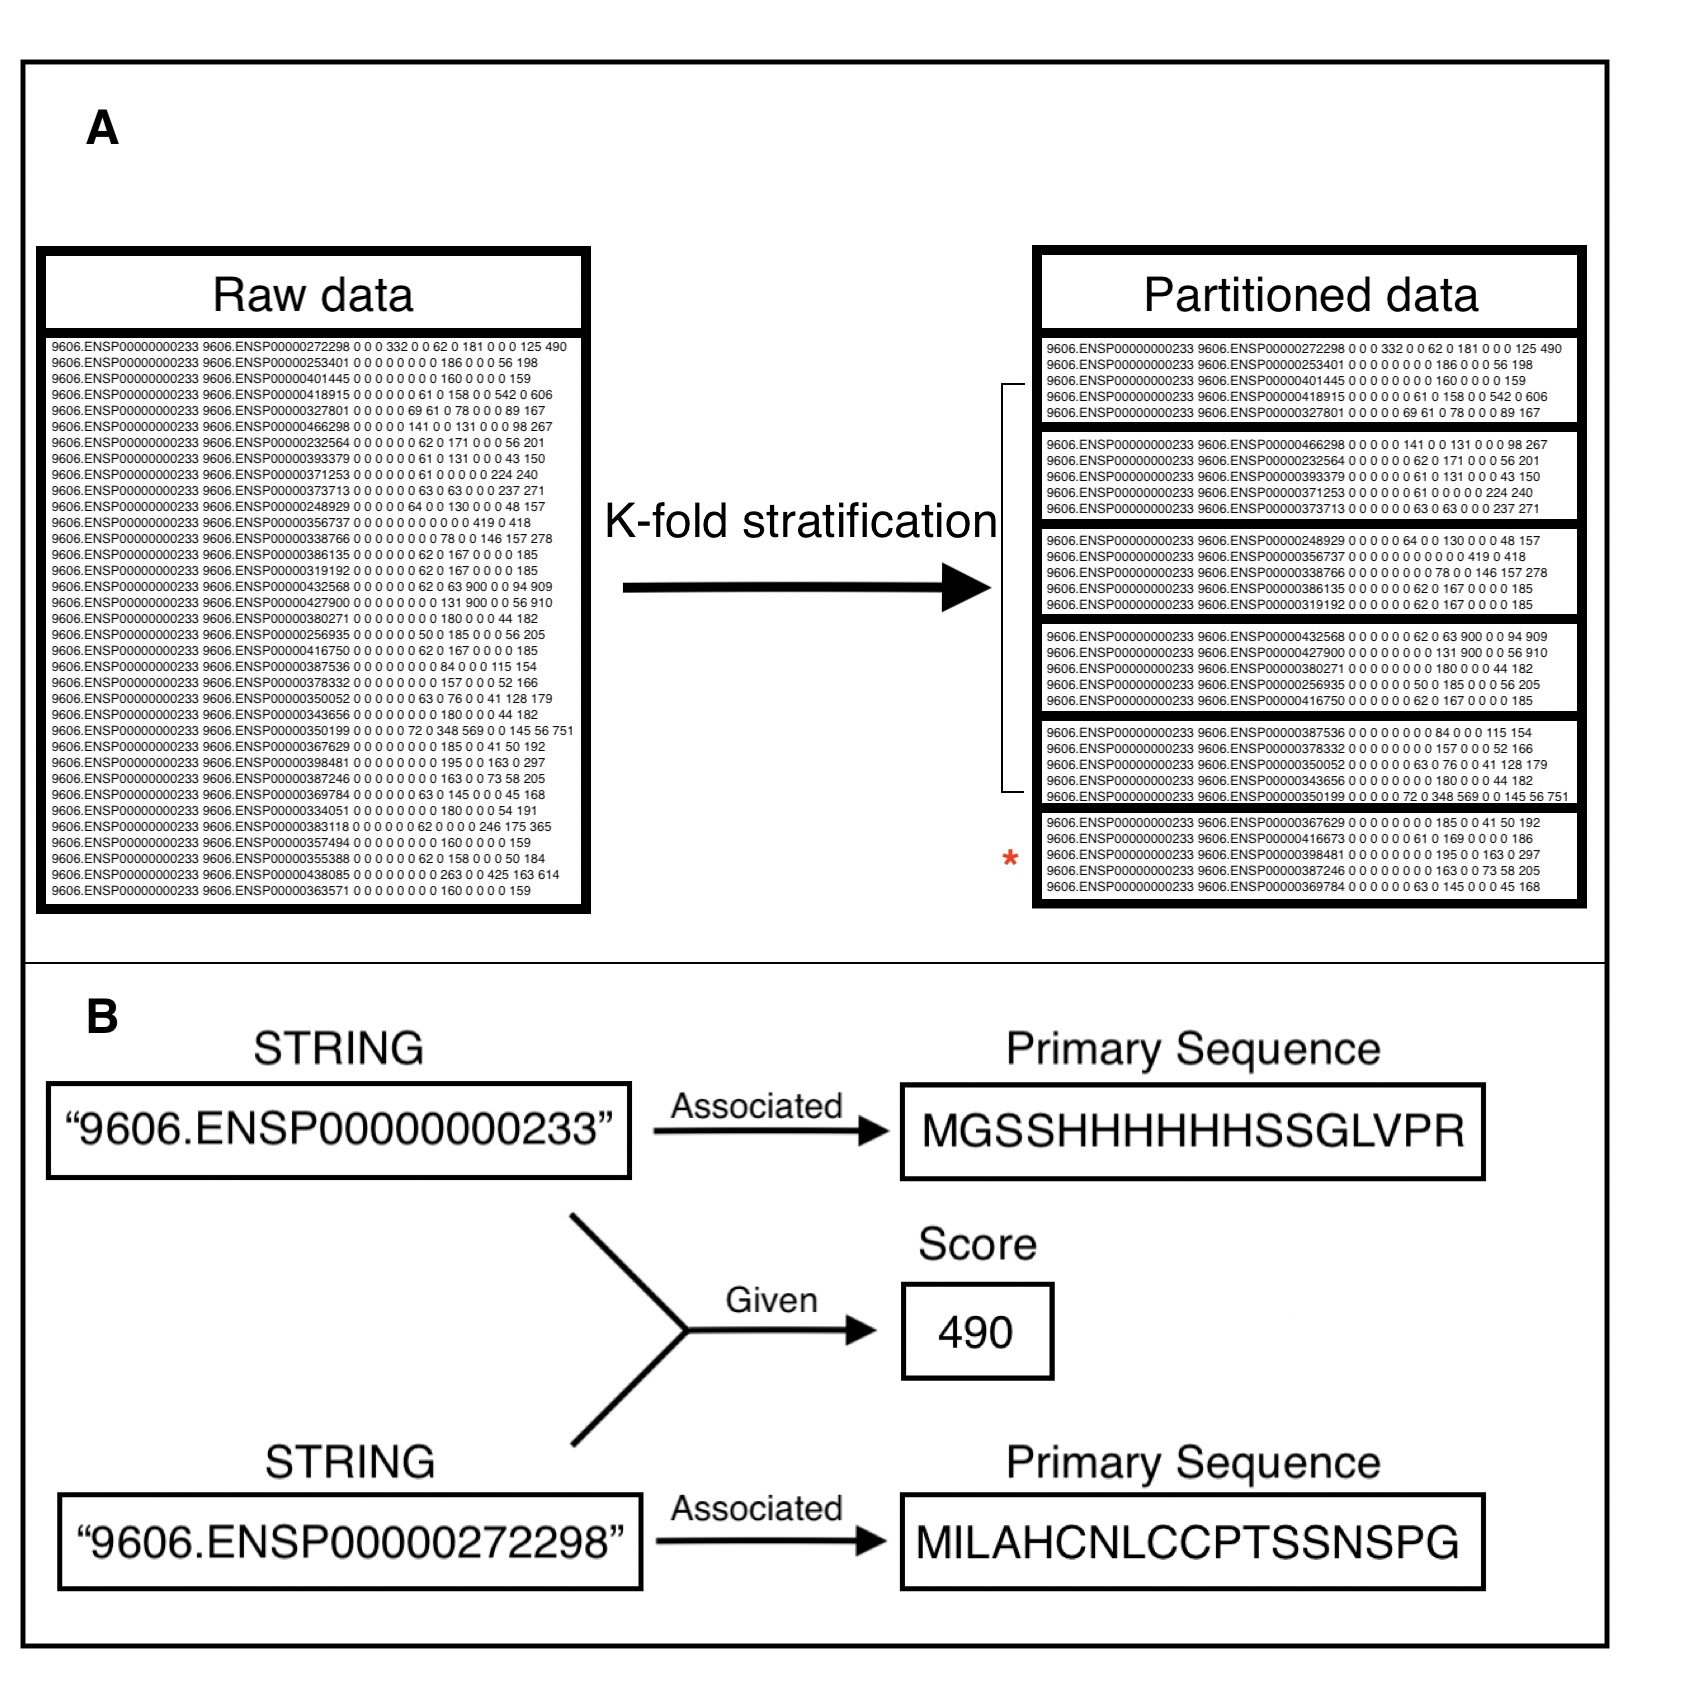 A
Raw data
9606.ENSP00000000233 9606.ENSP00000272298 0 0 0 332 0 0 62 0 181 0 0 0 125 490
9606.ENSP00000000233 9606.ENSP00000253401 0 0 0 0 0 0 0 0 186 0 0 0 56 198
9606.ENSP00000000233 9606.ENSP00000401445 0 0 0 0 0 0 0 0 160 0 0 0 0 159
9606.ENSP00000000233 9606.ENSP00000418915 0 0 0 0 0 0 61 0 158 0 0 542 0 606
9606.ENSP00000000233 9606.ENSP00000327801 0 0 0 0 0 69 61 0 78 0 0 0 89 167
9606.ENSP00000000233 9606.ENSP00000466298 0 0 0 0 0 141 0 0 131 0 0 0 98 267
9606.ENSP00000000233 9606.ENSP00000232564 0 0 0 0 0 0 62 0 171 0 0 0 56 201
9606.ENSP00000000233 9606.ENSP00000393379 0 0 0 0 0 0 61 0 131 0 0 0 43 150
9606.ENSP00000000233 9606.ENSP00000371253 0 0 0 0 0 0 61 0 0 0 0 0 224 240
9606.ENSP00000000233 9606.ENSP00000373713 0 0 0 0 0 0 63 0 63 0 0 0 237 271
9606.ENSP00000000233 9606.ENSP00000248929 0 0 0 0 0 64 0 0 130 0 0 0 48 157
9606.ENSP00000000233 9606.ENSP00000356737 0 0 0 0 0 0 0 0 0 0 0 419 0 418
9606.ENSP00000000233 9606.ENSP00000338766 0 0 0 0 0 0 0 0 78 0 0 146 157 278
9606.ENSP00000000233 9606.ENSP00000386135 0 0 0 0 0 0 62 0 167 0 0 0 0 185
9606.ENSP00000000233 9606.ENSP00000319192 0 0 0 0 0 0 62 0 167 0 0 0 0 185
9606.ENSP00000000233 9606.ENSP00000432568 0 0 0 0 0 0 62 0 63 900 0 0 94 909
9606.ENSP00000000233 9606.ENSP00000427900 0 0 0 0 0 0 0 0 131 900 0 0 56 910
9606.ENSP00000000233 9606.ENSP00000380271 0 0 0 0 0 0 0 0 180 0 0 0 44 182
9606.ENSP00000000233 9606.ENSP00000256935 0 0 0 0 0 0 50 0 185 0 0 0 56 205
9606.ENSP00000000233 9606.ENSP00000416750 0 0 0 0 0 0 62 0 167 0 0 0 0 185
9606.ENSP00000000233 9606.ENSP00000387536 0 0 0 0 0 0 0 0 84 0 0 0 115 154
9606.ENSP00000000233 9606.ENSP00000378332 0 0 0 0 0 0 0 0 157 0 0 0 52 166
9606.ENSP00000000233 9606.ENSP00000350052 0 0 0 0 0 0 63 0 76 0 0 41 128 179
9606.ENSP00000000233 9606.ENSP00000343656 0 0 0 0 0 0 0 0 180 0 0 0 44 182
9606.ENSP00000000233 9606.ENSP00000350199 0 0 0 0 0 72 0 348 569 0 0 145 56 751
9606.ENSP00000000233 9606.ENSP00000367629 0 0 0 0 0 0 0 0 185 0 0 41 50 192
9606.ENSP00000000233 9606.ENSP00000398481 0 0 0 0 0 0 0 0 195 0 0 163 0 297
9606.ENSP00000000233 9606.ENSP00000387246 0 0 0 0 0 0 0 0 163 0 0 73 58 205
9606.ENSP00000000233 9606.ENSP00000369784 0 0 0 0 0 0 63 0 145 0 0 0 45 168
9606.ENSP00000000233 9606.ENSP00000334051 0 0 0 0 0 0 0 0 180 0 0 0 54 191
9606.ENSP00000000233 9606.ENSP00000383118 0 0 0 0 0 0 62 0 0 0 0 246 175 365
9606.ENSP00000000233 9606.ENSP00000357494 0 0 0 0 0 0 0 0 160 0 0 0 0 159
9606.ENSP00000000233 9606.ENSP00000355388 0 0 0 0 0 0 62 0 158 0 0 0 50 184
9606.ENSP00000000233 9606.ENSP00000438085 0 0 0 0 0 0 0 0 263 0 0 425 163 614
9606.ENSP00000000233 9606.ENSP00000363571 0 0 0 0 0 0 0 0 160 0 0 0 0 159
K-fold stratification
Partitioned data
9606.ENSP00000000233 9606.ENSP00000272298 0 0 0 332 0 0 62 0 181 0 0 0 125 490
9606.ENSP00000000233 9606.ENSP00000253401 0 0 0 0 0 0 0 0 186 0 0 0 56 198
9606.ENSP00000000233 9606.ENSP00000401445 0 0 0 0 0 0 0 0 160 0 0 0 0 159
9606.ENSP00000000233 9606.ENSP00000418915 0 0 0 0 0 0 61 0 158 0 0 542 0 606
9606.ENSP00000000233 9606.ENSP00000327801 0 0 0 0 0 69 61 0 78 0 0 0 89 167
9606.ENSP00000000233 9606.ENSP00000466298 0 0 0 0 0 141 0 0 131 0 0 0 98 267
9606.ENSP00000000233 9606.ENSP00000232564 0 0 0 0 0 0 62 0 171 0 0 0 56 201
9606.ENSP00000000233 9606.ENSP00000393379 0 0 0 0 0 0 61 0 131 0 0 0 43 150
9606.ENSP00000000233 9606.ENSP00000371253 0 0 0 0 0 0 61 0 0 0 0 0 224 240
9606.ENSP00000000233 9606.ENSP00000373713 0 0 0 0 0 0 63 0 63 0 0 0 237 271
9606.ENSP00000000233 9606.ENSP00000248929 0 0 0 0 0 64 0 0 130 0 0 0 48 157
9606.ENSP00000000233 9606.ENSP00000356737 0 0 0 0 0 0 0 0 0 0 0 419 0 418
9606.ENSP00000000233 9606.ENSP00000338766 0 0 0 0 0 0 0 0 78 0 0 146 157 278
9606.ENSP00000000233 9606.ENSP00000386135 0 0 0 0 0 0 62 0 167 0 0 0 0 185
9606.ENSP00000000233 9606.ENSP00000319192 0 0 0 0 0 0 62 0 167 0 0 0 0 185
9606.ENSP00000000233 9606.ENSP00000432568 0 0 0 0 0 0 62 0 63 900 0 0 94 909
9606.ENSP00000000233 9606.ENSP00000427900 0 0 0 0 0 0 0 0 131 900 0 0 56 910
9606.ENSP00000000233 9606.ENSP00000380271 0 0 0 0 0 0 0 0 180 0 0 0 44 182
9606.ENSP00000000233 9606.ENSP00000256935 0 0 0 0 0 0 50 0 185 0 0 0 56 205
9606.ENSP00000000233 9606.ENSP00000416750 0 0 0 0 0 0 62 0 167 0 0 0 0 185
9606.ENSP00000000233 9606.ENSP00000387536 0 0 0 0 0 0 0 0 84 0 0 0 115 154
9606.ENSP00000000233 9606.ENSP00000378332 0 0 0 0 0 0 0 0 157 0 0 0 52 166
9606.ENSP00000000233 9606.ENSP00000350052 0 0 0 0 0 0 63 0 76 0 0 41 128 179
9606.ENSP00000000233 9606.ENSP00000343656 0 0 0 0 0 0 0 0 180 0 0 0 44 182
9606.ENSP00000000233 9606.ENSP00000350199 0 0 0 0 0 72 0 348 569 0 0 145 56 751
9606.ENSP00000000233 9606.ENSP00000367629 0 0 0 0 0 0 0 0 185 0 0 41 50 192
9606.ENSP00000000233 9606.ENSP00000416673 0 0 0 0 0 0 61 0 169 0 0 0 0 186
* 9606.ENSP00000000233 9606.ENSP00000398481 0 0 0 0 0 0 0 0 195 0 0 163 0 297
9606.ENSP00000000233 9606.ENSP00000387246 0 0 0 0 0 0 0 0 163 0 0 73 58 205
9606.ENSP00000000233 9606.ENSP00000369784 0 0 0 0 0 0 63 0 145 0 0 0 45 168
B
STRING
“9606.ENSP00000000233”
Associated
Primary Sequence
MGSSHHHHHHSSGLVPR
Given
Score
490
STRING
“9606.ENSP00000272298”
Associated
Primary Sequence
MILAHCNLCCPTSSNSPG